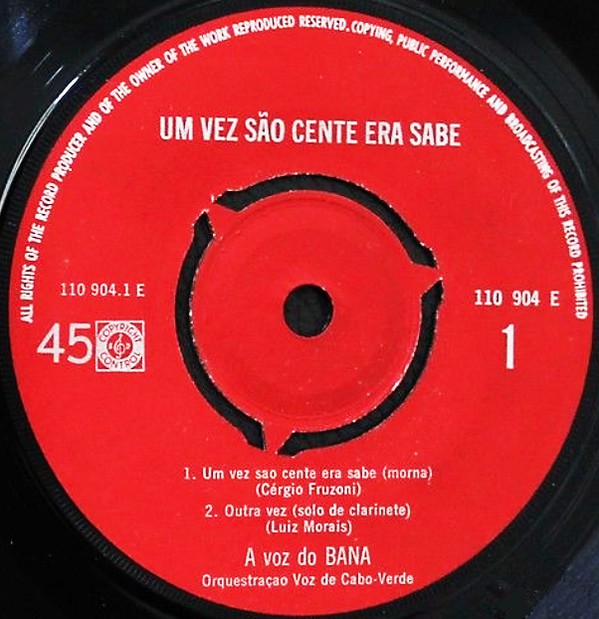 ALL RIGHTS OF THE RECORD PRODUCER AND OF THE OWNER OF THE WORK REPRODUCED RESERVED. COPYING, PUBLIC PERFORMANCE AND BROADCASTING OF THIS RECORD PROHIBITED
UM VEZ SÃO CENTE ERA SABE
110 904.1 E
110 904 E
45
COPYRIGHT
CONTROL
1
1. Um vez sao cente era sabe (morna)
(Cérgio Fruzoni)
2. Outra vez (solo de clarinete)
(Luiz Morais)
A voz do BANA
Orquestraçao Voz de Cabo-Verde